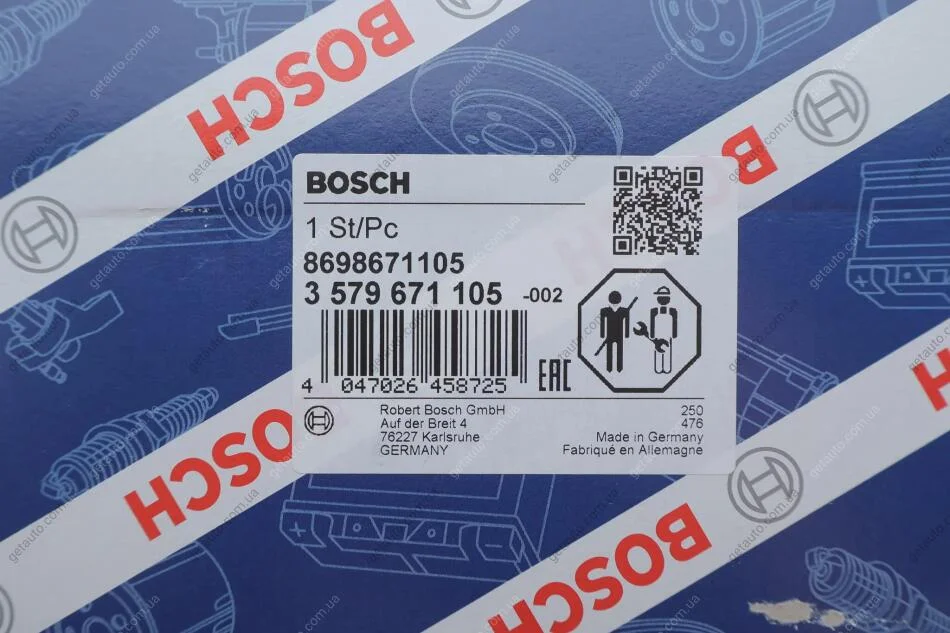 BOSCH
BOSCH
BOSCH
1 St/Pc
8698671105
3 579 671 105 -002
4 047026 458725
EAC
Robert Bosch GmbH
Auf der Breit 4
76227 Karlsruhe
GERMANY
250
476
Made in Germany
Fabriqué en Allemagne
BOSCH
BOSCH
getauto.com.ua